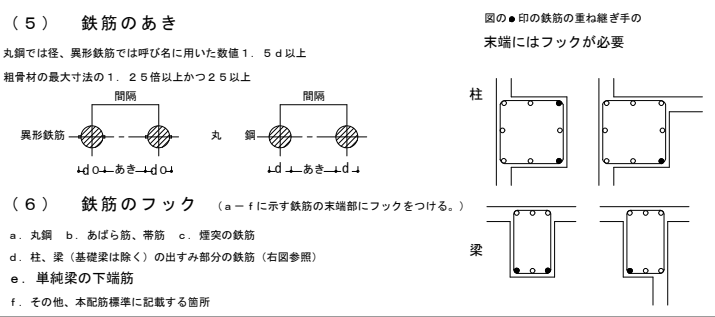 （５）　鉄筋のあき
丸鋼では径、異形鉄筋では呼び名に用いた数値１．５ｄ以上
粗骨材の最大寸法の１．２５倍以上かつ２５以上
間隔
間隔
異形鉄筋
丸　鋼
ｄｏ　あき　ｄｏ
ｄ　あき　ｄ
（６）　鉄筋のフック　（ａ－ｆに示す鉄筋の末端部にフックをつける。）
ａ．丸鋼　ｂ．あばら筋、帯筋　ｃ．煙突の鉄筋
ｄ．柱、梁（基礎梁は除く）の出すみ部分の鉄筋（右図参照）
ｅ．単純梁の下端筋
ｆ．その他、本配筋標準に記載する箇所
図の●印の鉄筋の重ね継ぎ手の
末端にはフックが必要
柱
梁